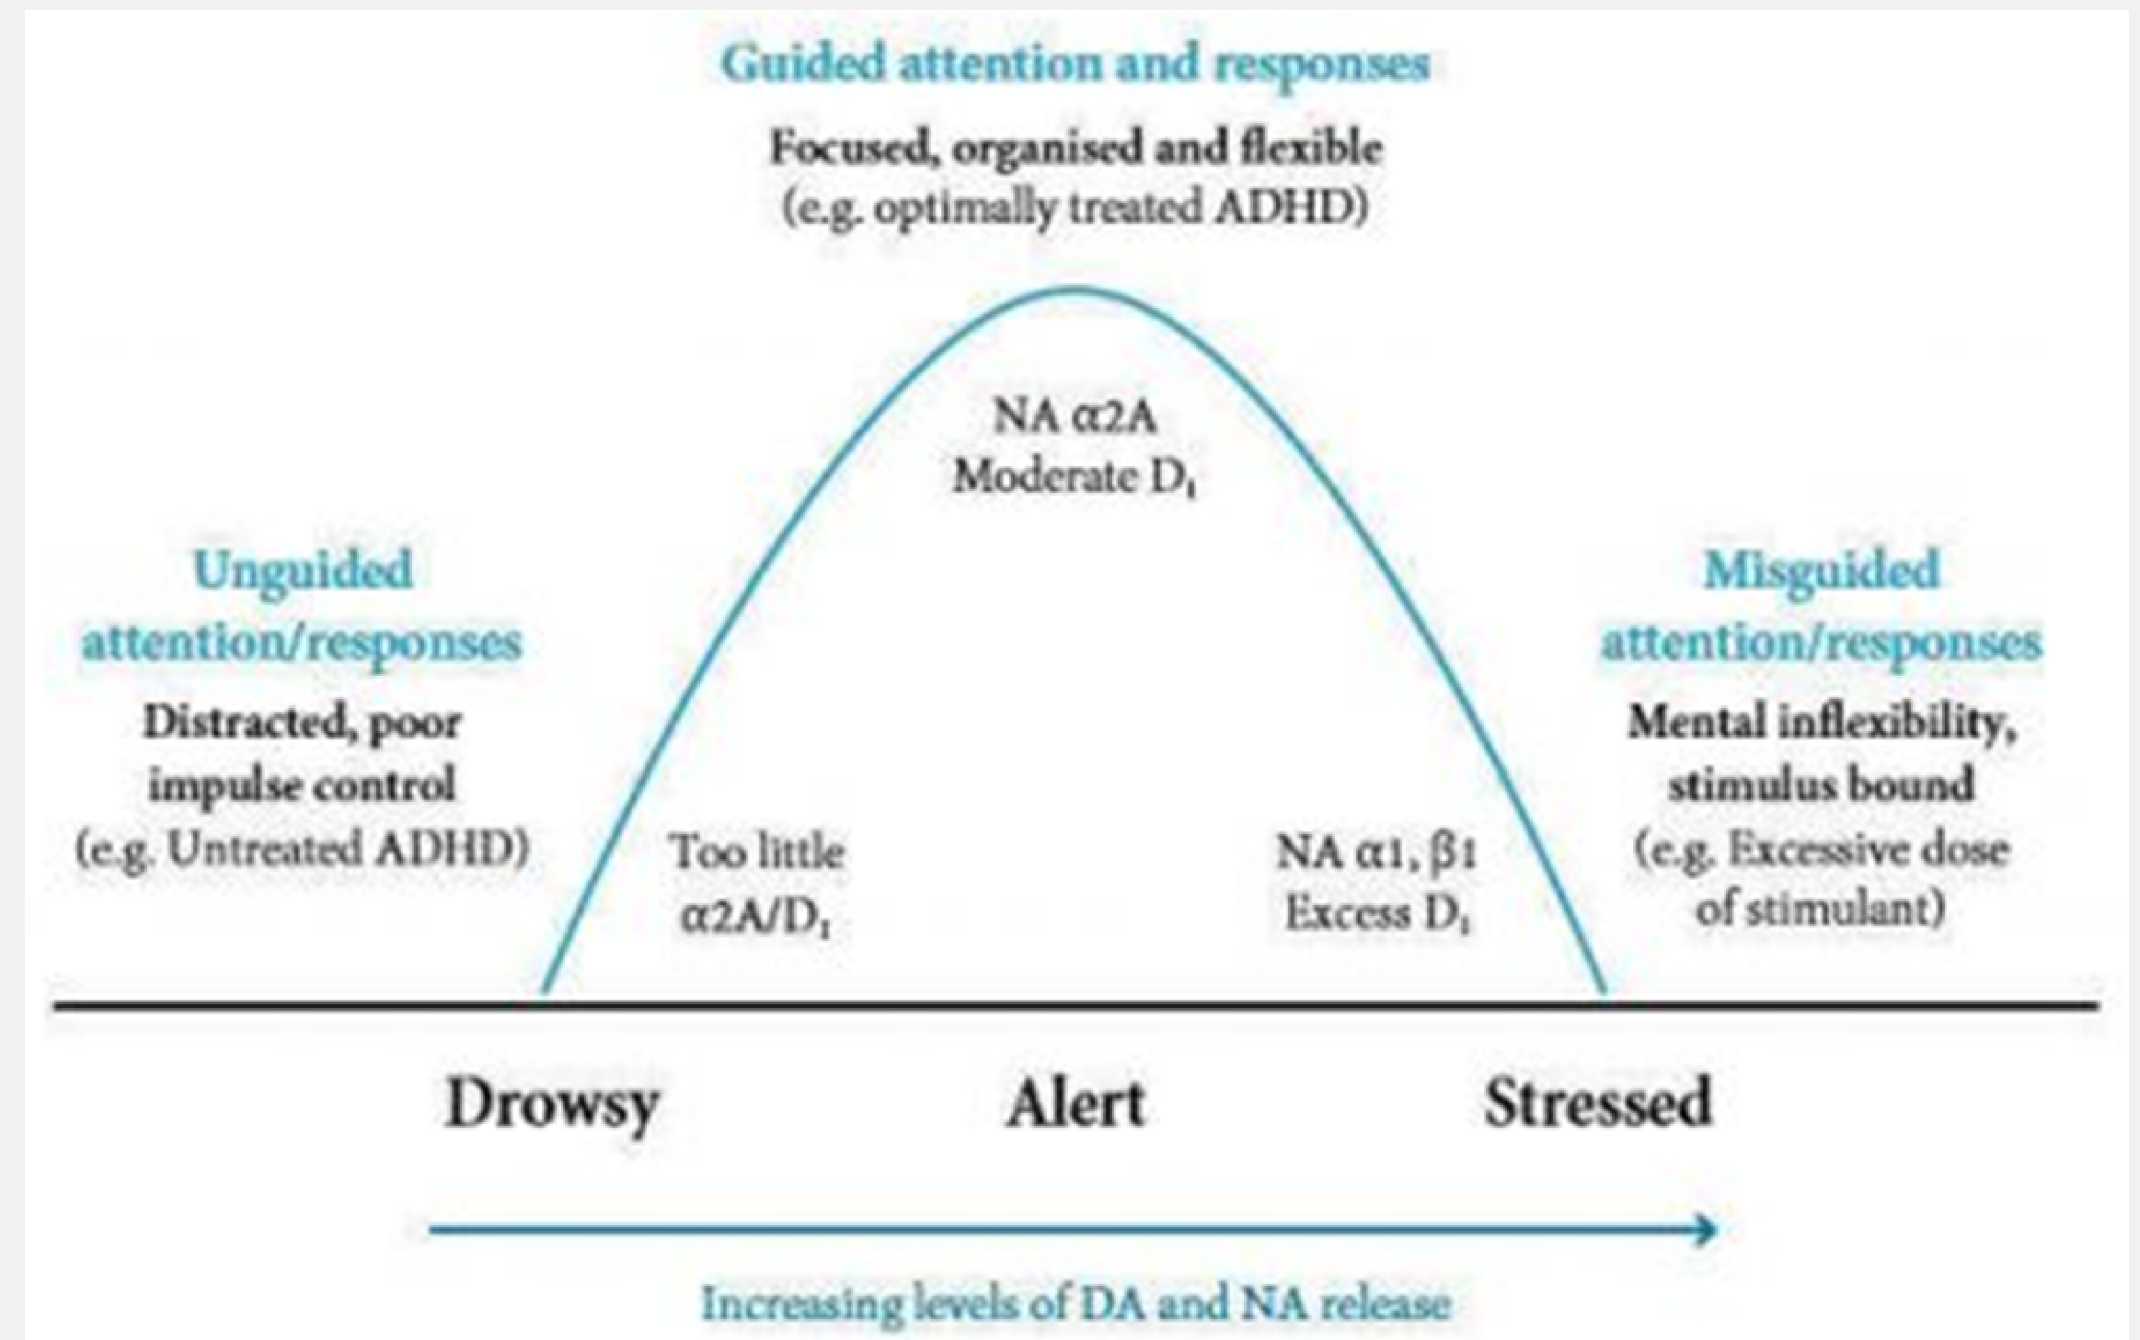 Guided attention and responses
Focused, organised and flexible
(e.g. optimally treated ADHD)
NA α2A
Moderate D₁
Unguided
attention/responses
Distracted, poor
impulse control
(e.g. Untreated ADHD)
Too little
α2A/D₁
NA α1, β1
Excess D₁
Misguided
attention/responses
Mental inflexibility,
stimulus bound
(e.g. Excessive dose
of stimulant)
Drowsy
Alert
Stressed
Increasing levels of DA and NA release